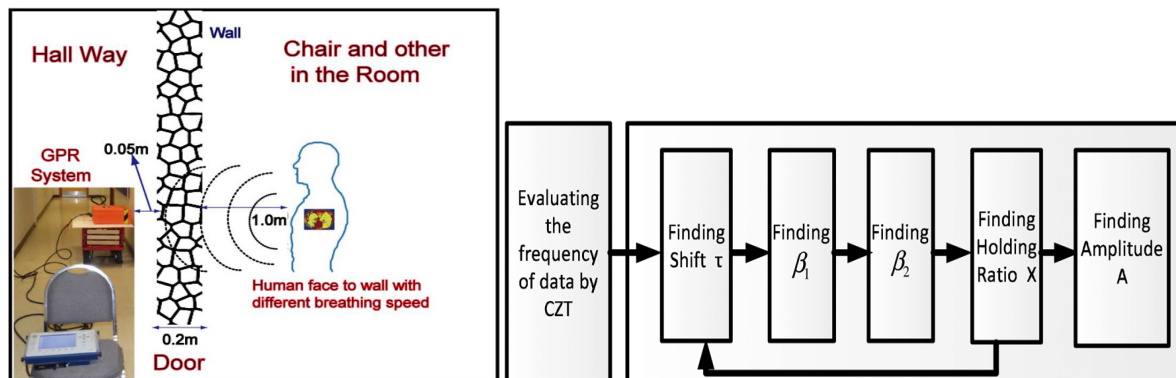 Wall
Hall Way
Chair and other
in the Room
0.05m
GPR
System
1.0m
Human face to wall with
different breathing speed
0.2m
Door
Evaluating
the
frequency
of data by
CZT
Finding
Shift τ
Finding
β₁
Finding
β₂
Finding
Holding
Ratio X
Finding
Amplitude
A